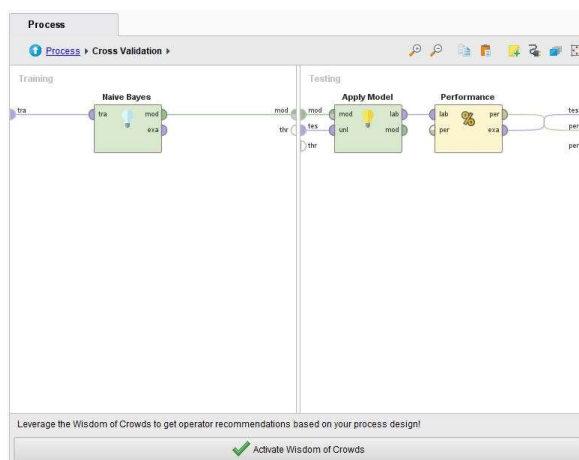 Process
Process ▸ Cross Validation ▸
Training
Testing
Naive Bayes
tra
tra
mod
exa
mod
thr
mod
tes
thr
Apply Model
mod
unl
lab
mod
Performance
lab
per
per
exa
tes
per
per
Leverage the Wisdom of Crowds to get operator recommendations based on your process design!
Activate Wisdom of Crowds